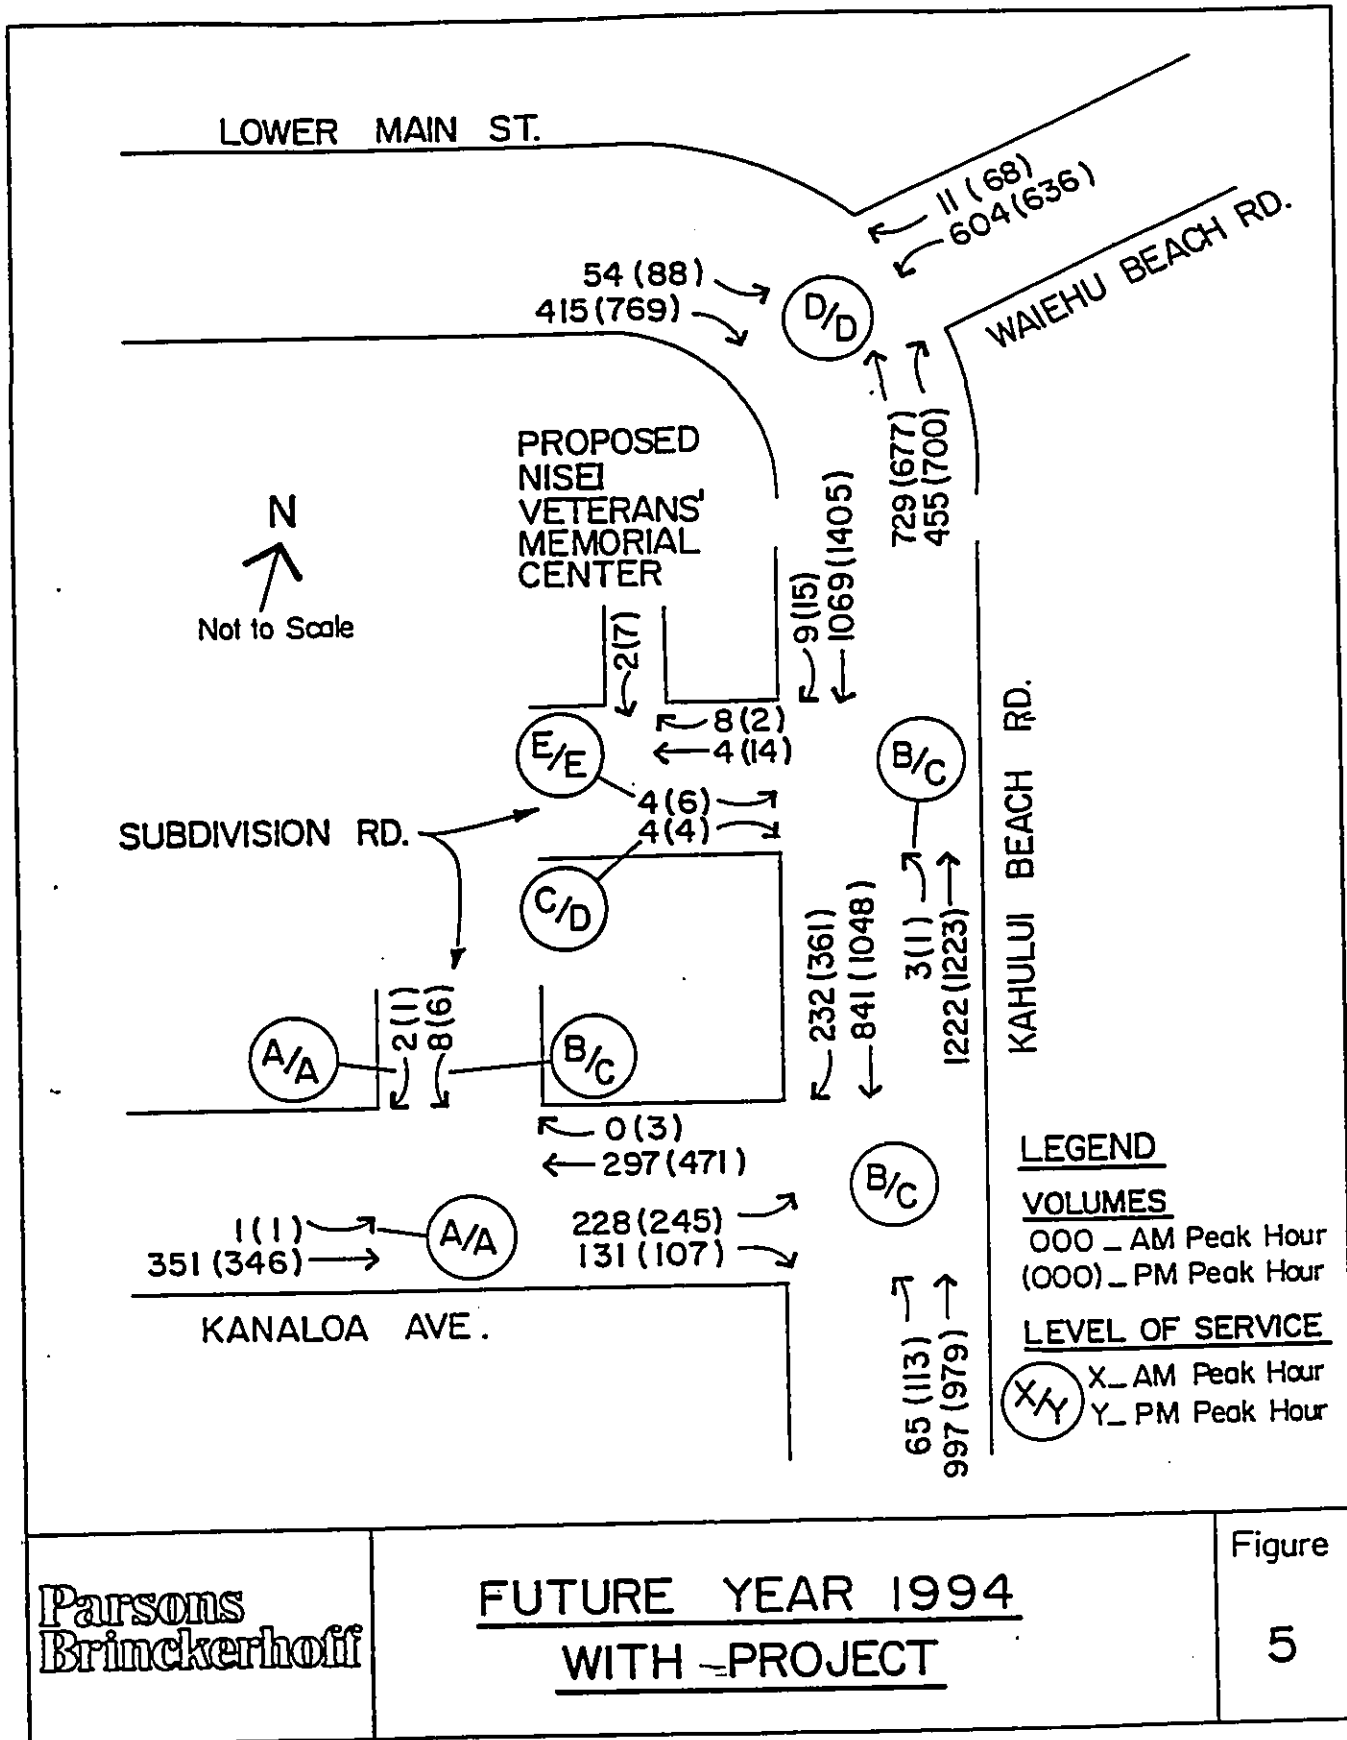 LOWER MAIN ST.
11 (68)
604 (636)
WAIEHU BEACH RD.
54 (88)
415 (769)
D/D
729 (677)
455 (700)
PROPOSED
NISEI
VETERANS'
MEMORIAL
CENTER
N
Not to Scale
2 (7)
9 (15)
1069 (1405)
8 (2)
4 (14)
E/E
B/C
4 (6)
4 (4)
SUBDIVISION RD.
C/D
KAHULUI BEACH RD.
232 (361)
841 (1048)
3 (1)
1222 (1223)
2 (1)
8 (6)
A/A
B/C
0 (3)
297 (471)
B/C
1 (1)
351 (346)
A/A
228 (245)
131 (107)
KANALOA AVE.
65 (113)
997 (979)
LEGEND
VOLUMES
000 – AM Peak Hour
(000) – PM Peak Hour
LEVEL OF SERVICE
X/Y
X – AM Peak Hour
Y – PM Peak Hour
Parsons
Brinckerhoff
FUTURE YEAR 1994
WITH – PROJECT
Figure
5